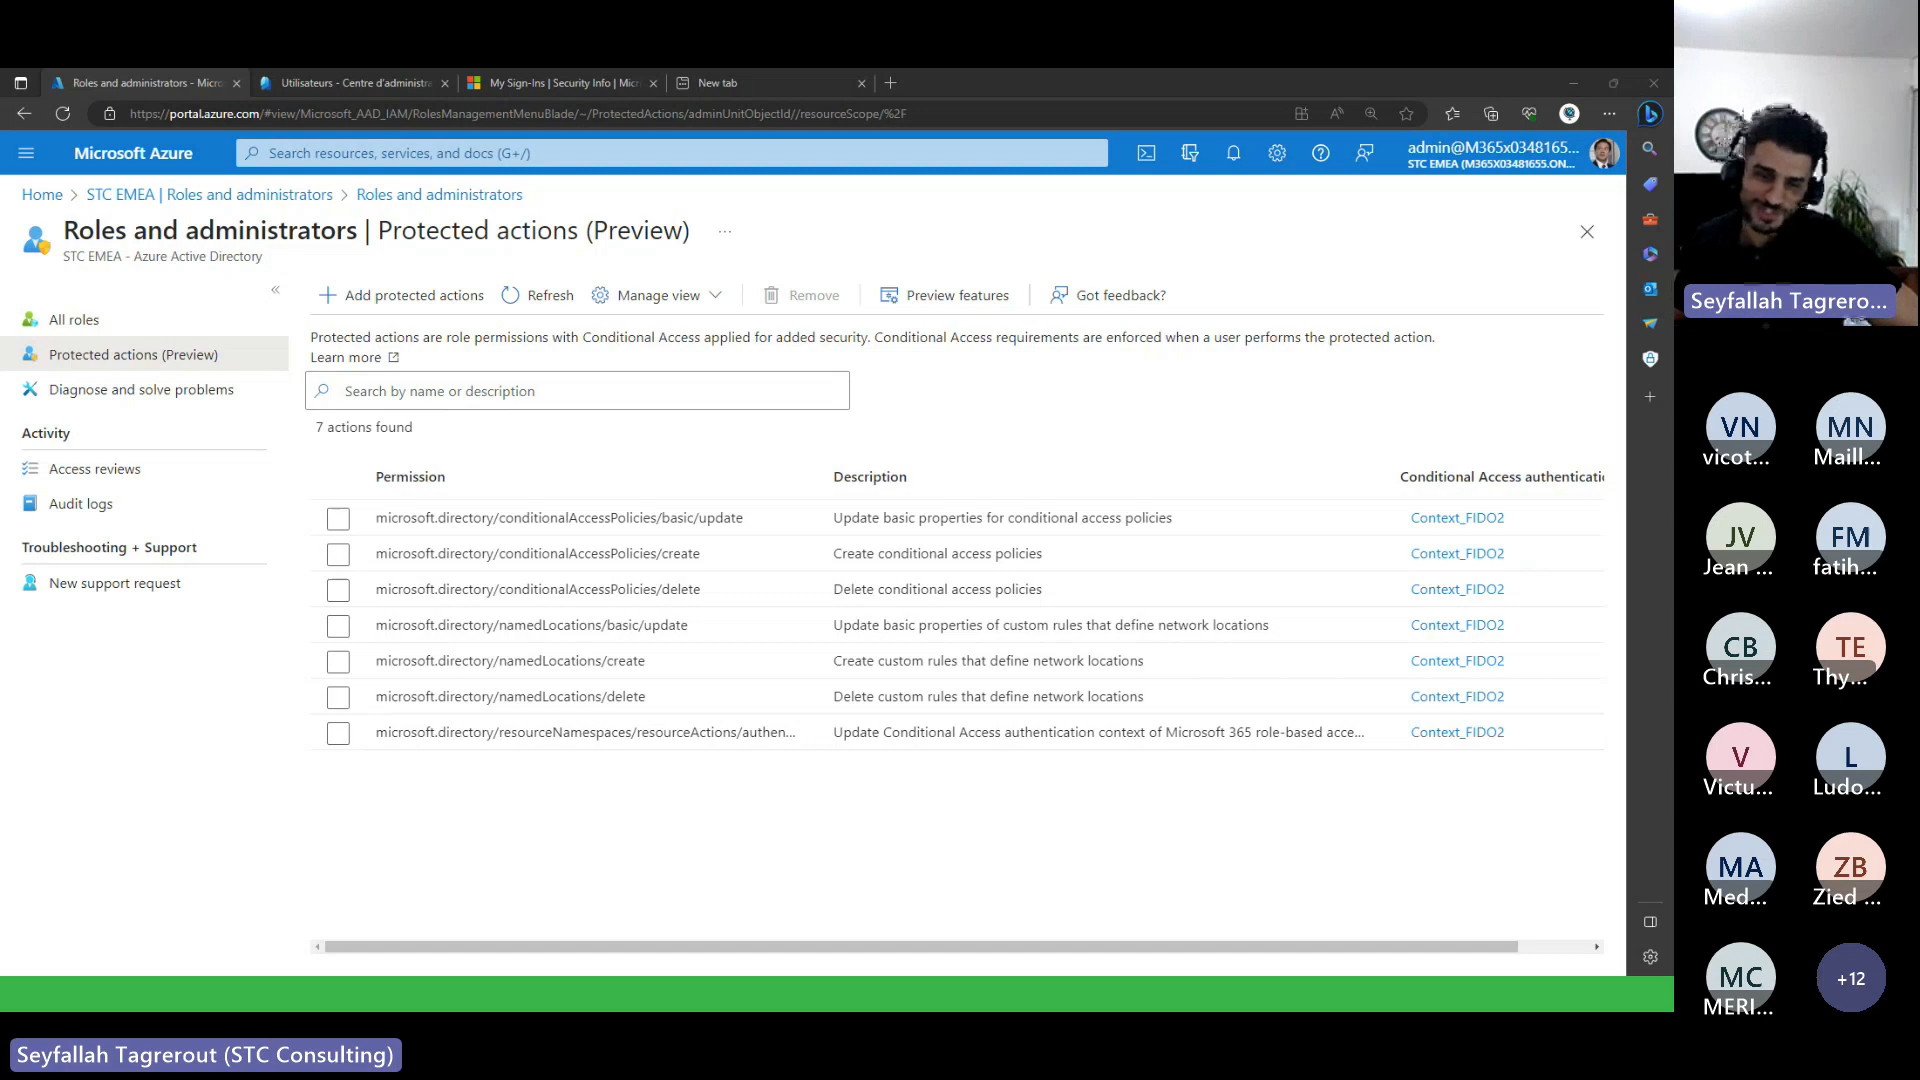 Roles and administrators - Micro
Utilisateurs - Centre d'administra
My Sign-Ins | Security Info | Micr
New tab
https://portal.azure.com/#view/Microsoft_AAD_IAM/RolesManagementMenuBlade/~/ProtectedActions/adminUnitObjectId//resourceScope/%2F
Microsoft Azure
Search resources, services, and docs (G+/)
admin@M365x0348165...
STC EMEA (M365X03481655.ON...
Home > STC EMEA | Roles and administrators > Roles and administrators
Roles and administrators | Protected actions (Preview) ...
STC EMEA - Azure Active Directory
All roles
Protected actions (Preview)
Diagnose and solve problems
Activity
Access reviews
Audit logs
Troubleshooting + Support
New support request
Add protected actions
Refresh
Manage view
Remove
Preview features
Got feedback?
Protected actions are role permissions with Conditional Access applied for added security. Conditional Access requirements are enforced when a user performs the protected action.
Learn more
Search by name or description
7 actions found
Permission Description Conditional Access authenticatio
microsoft.directory/conditionalAccessPolicies/basic/update Update basic properties for conditional access policies Context_FIDO2
microsoft.directory/conditionalAccessPolicies/create Create conditional access policies Context_FIDO2
microsoft.directory/conditionalAccessPolicies/delete Delete conditional access policies Context_FIDO2
microsoft.directory/namedLocations/basic/update Update basic properties of custom rules that define network locations Context_FIDO2
microsoft.directory/namedLocations/create Create custom rules that define network locations Context_FIDO2
microsoft.directory/namedLocations/delete Delete custom rules that define network locations Context_FIDO2
microsoft.directory/resourceNamespaces/resourceActions/authen... Update Conditional Access authentication context of Microsoft 365 role-based acce... Context_FIDO2
Seyfallah Tagrero...
VN
vicot...
MN
Maill...
JV
Jean ...
FM
fatih...
CB
Chris...
TE
Thy...
V
Victu...
L
Ludo...
MA
Med...
ZB
Zied ...
MC
MERI...
+12
Seyfallah Tagrerout (STC Consulting)